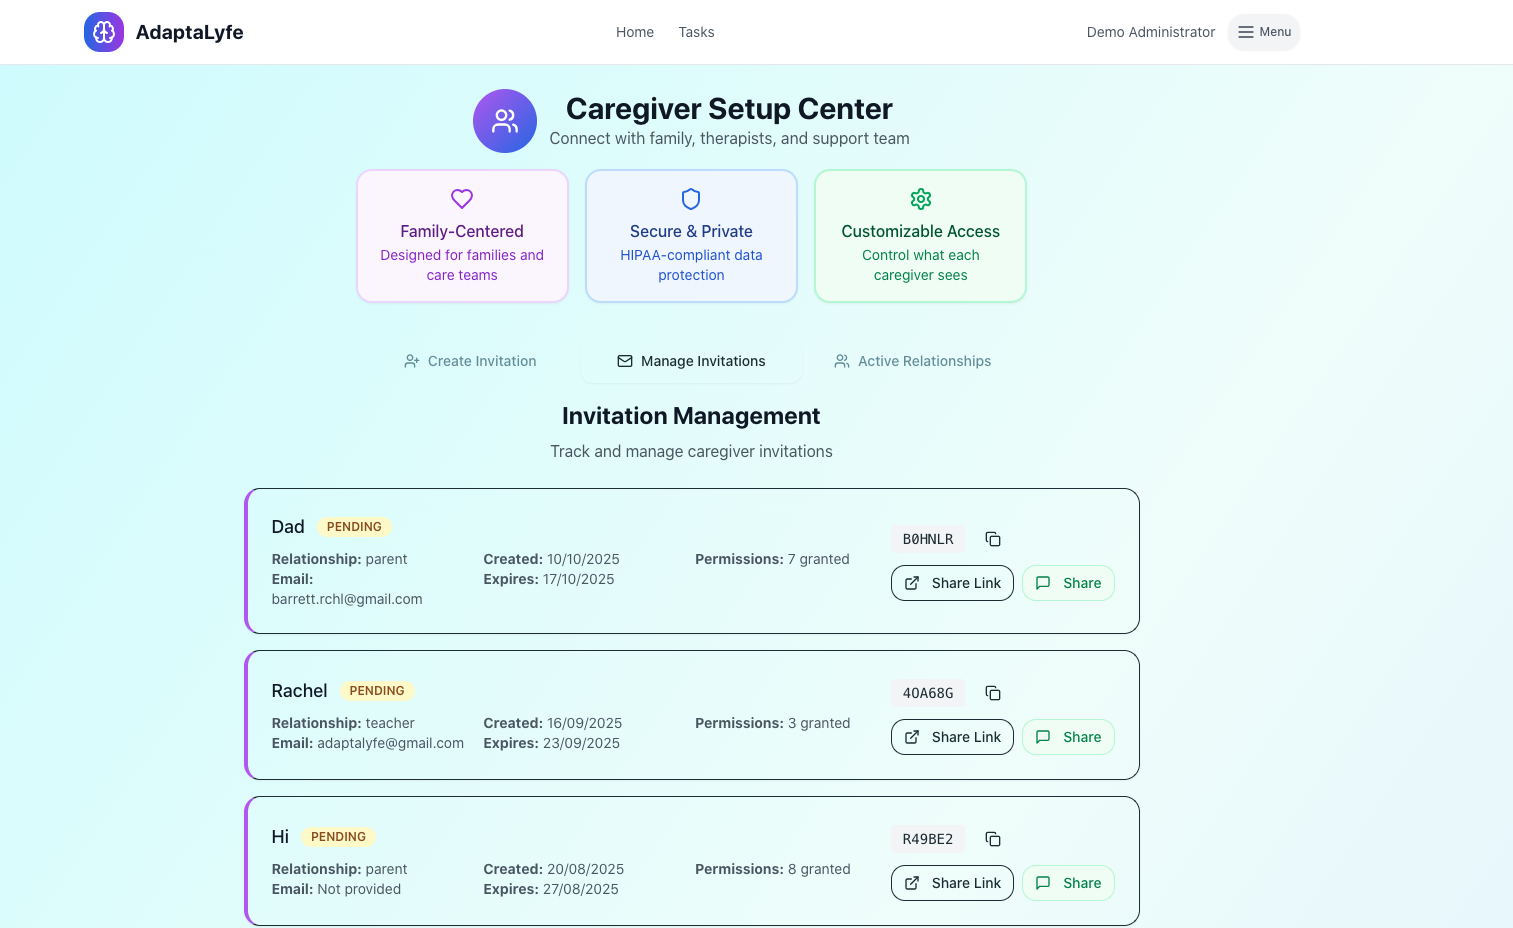 AdaptaLyfe
Home
Tasks
Demo Administrator
Menu
Caregiver Setup Center
Connect with family, therapists, and support team
Family-Centered
Designed for families and
care teams
Secure & Private
HIPAA-compliant data
protection
Customizable Access
Control what each
caregiver sees
Create Invitation
Manage Invitations
Active Relationships
Invitation Management
Track and manage caregiver invitations
Dad PENDING
Relationship: parent
Email:
barrett.rchl@gmail.com
Created: 10/10/2025
Expires: 17/10/2025
Permissions: 7 granted
B0HNLR
Share Link
Share
Rachel PENDING
Relationship: teacher
Email: adaptalyfe@gmail.com
Created: 16/09/2025
Expires: 23/09/2025
Permissions: 3 granted
4OA68G
Share Link
Share
Hi PENDING
Relationship: parent
Email: Not provided
Created: 20/08/2025
Expires: 27/08/2025
Permissions: 8 granted
R49BE2
Share Link
Share